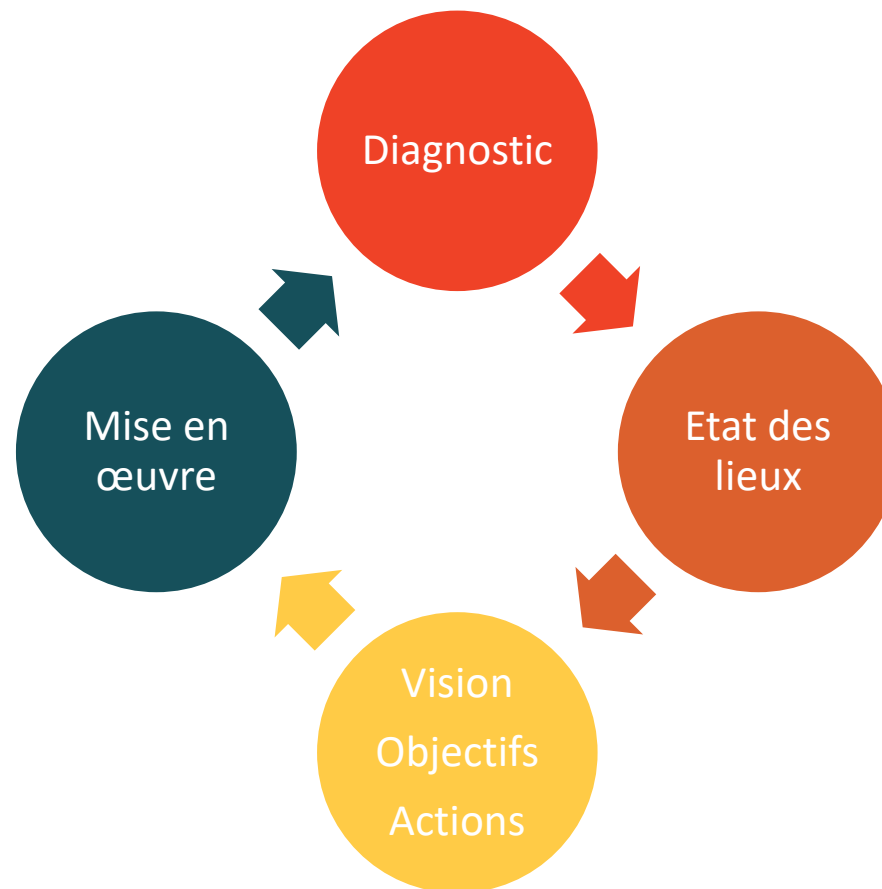 Diagnostic
Mise en
œuvre
Etat des
lieux
Vision
Objectifs
Actions